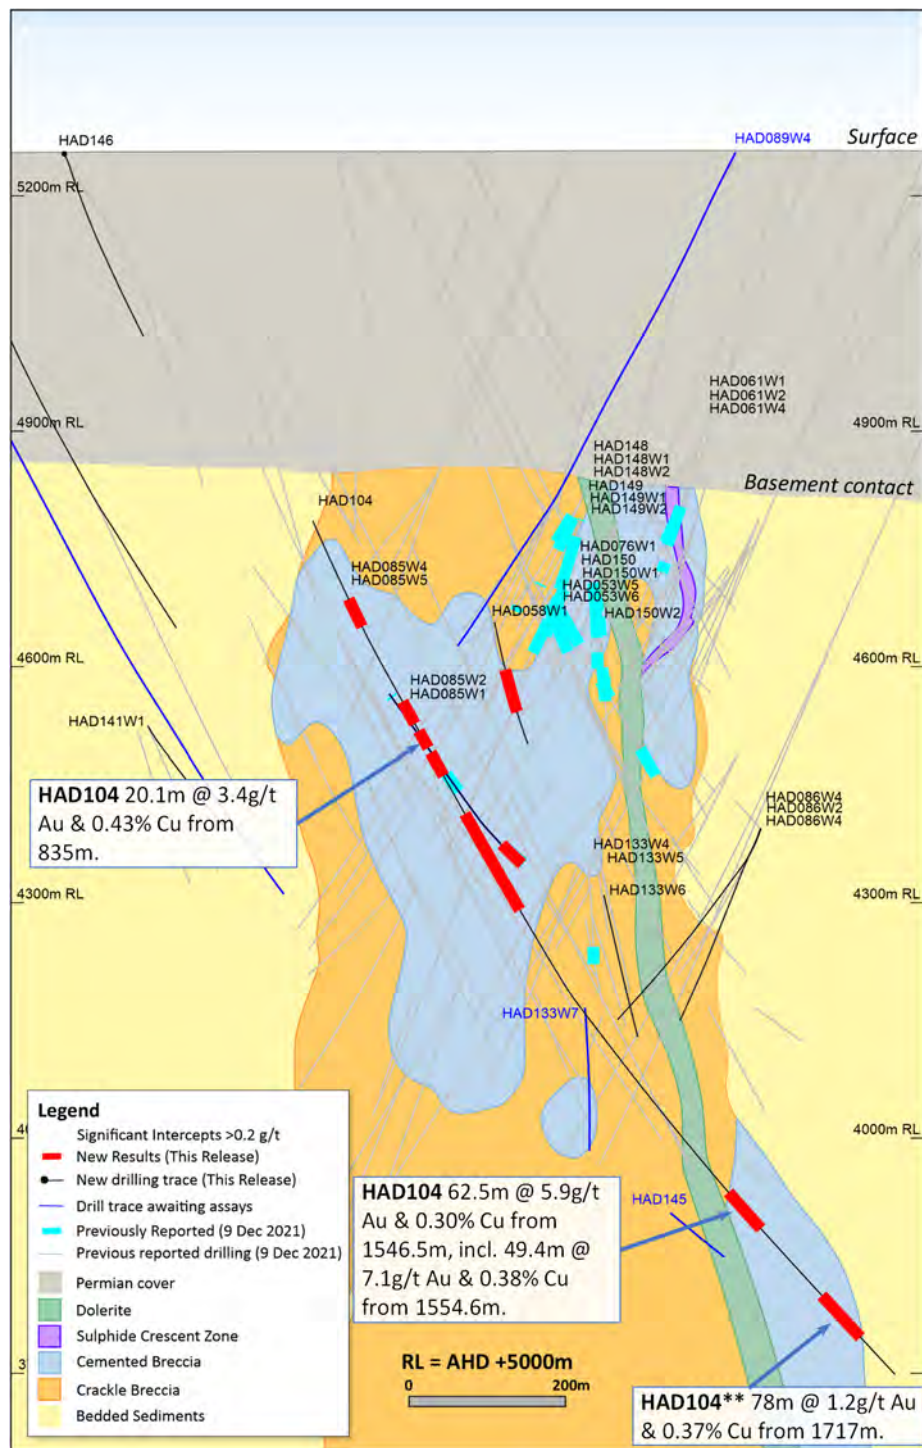 HAD146
HAD089W4
Surface
5200m RL
HAD061W1
HAD061W2
HAD061W4
4900m RL
4900m RL
HAD148
HAD148W1
HAD148W2
Basement contact
HAD149
HAD149W1
HAD149W2
HAD104
HAD076W1
HAD150
HAD150W1
HAD085W4
HAD085W5
HAD053W5
HAD053W6
HAD058W1
HAD150W2
4600m RL
4600m RL
HAD085W2
HAD085W1
HAD141W1
HAD104 20.1m @ 3.4g/t
Au & 0.43% Cu from
835m.
HAD086W4
HAD086W2
HAD086W4
HAD133W4
HAD133W5
HAD133W6
4300m RL
4300m RL
HAD133W7
Legend
Significant Intercepts >0.2 g/t
New Results (This Release)
New drilling trace (This Release)
Drill trace awaiting assays
Previously Reported (9 Dec 2021)
Previous reported drilling (9 Dec 2021)
Permian cover
Dolerite
Sulphide Crescent Zone
Cemented Breccia
Crackle Breccia
Bedded Sediments
4000m RL
HAD104 62.5m @ 5.9g/t
Au & 0.30% Cu from
1546.5m, incl. 49.4m @
7.1g/t Au & 0.38% Cu
from 1554.6m.
HAD145
RL = AHD +5000m
0 200m
HAD104** 78m @ 1.2g/t Au
& 0.37% Cu from 1717m.